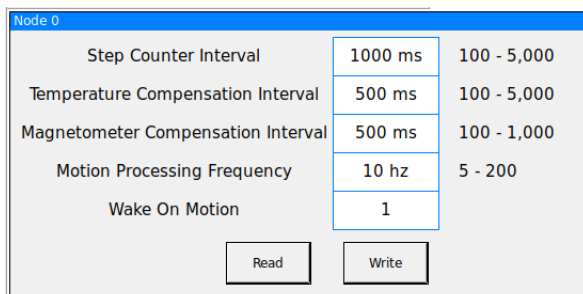 Node 0
Step Counter Interval 1000 ms 100 - 5,000
Temperature Compensation Interval 500 ms 100 - 5,000
Magnetometer Compensation Interval 500 ms 100 - 1,000
Motion Processing Frequency 10 hz 5 - 200
Wake On Motion 1
Read Write